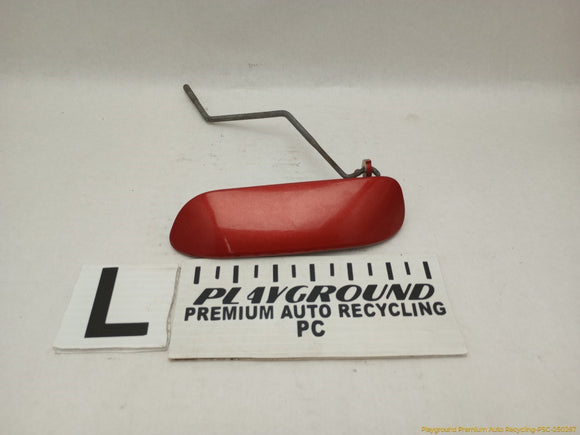 L
PLAYGROUND
PREMIUM AUTO RECYCLING
PC
Playground Premium Auto Recycling-PSC-250267